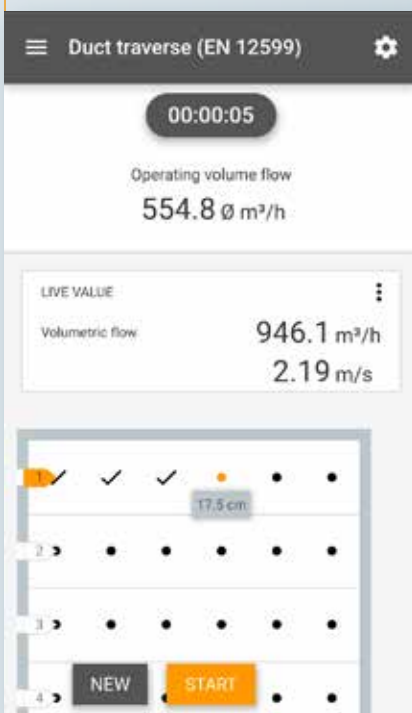 Duct traverse (EN 12599)
00:00:05
Operating volume flow
554.8 Ø m³/h
LIVE VALUE
Volumetric flow
946.1 m³/h
2.19 m/s
1
17.5 cm
2
3
4
NEW
START